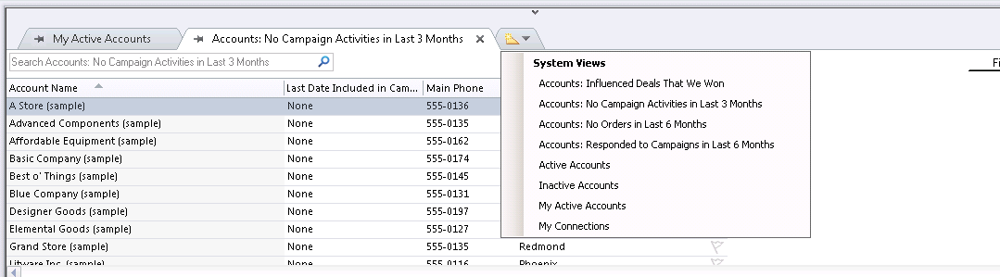 My Active Accounts
Accounts: No Campaign Activities in Last 3 Months
Search Accounts: No Campaign Activities in Last 3 Months
Fi
Account Name Last Date Included in Cam... Main Phone
A Store (sample) None 555-0136
Advanced Components (sample) None 555-0135
Affordable Equipment (sample) None 555-0162
Basic Company (sample) None 555-0174
Best o' Things (sample) None 555-0145
Blue Company (sample) None 555-0131
Designer Goods (sample) None 555-0197
Elemental Goods (sample) None 555-0127
Grand Store (sample) None 555-0135 Redmond
Litware Inc. (sample) None 555-0116 Phoenix
System Views
Accounts: Influenced Deals That We Won
Accounts: No Campaign Activities in Last 3 Months
Accounts: No Orders in Last 6 Months
Accounts: Responded to Campaigns in Last 6 Months
Active Accounts
Inactive Accounts
My Active Accounts
My Connections